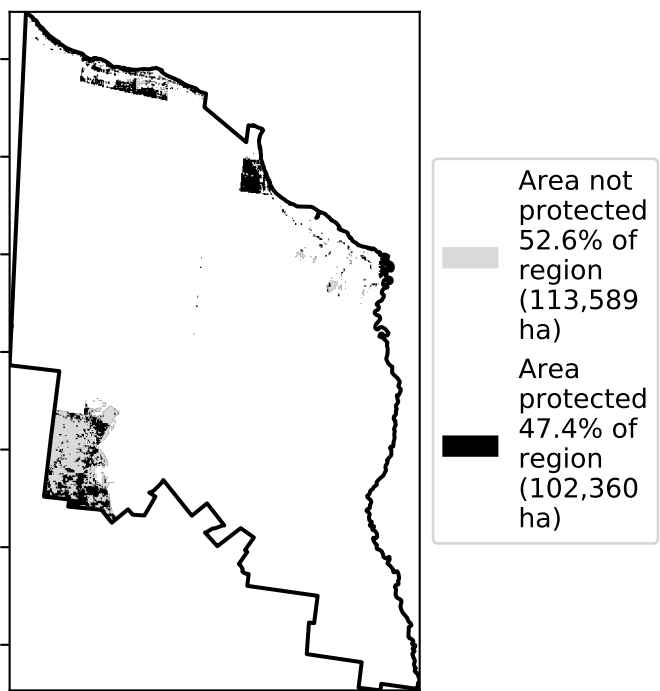 Area not
protected
52.6% of
region
(113,589
ha)
Area
protected
47.4% of
region
(102,360
ha)